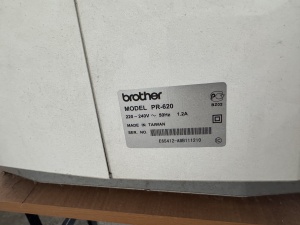 brother
MODEL PR-620
220 – 240V ~ 50Hz 1.2A
MADE IN TAIWAN
SER. NO.